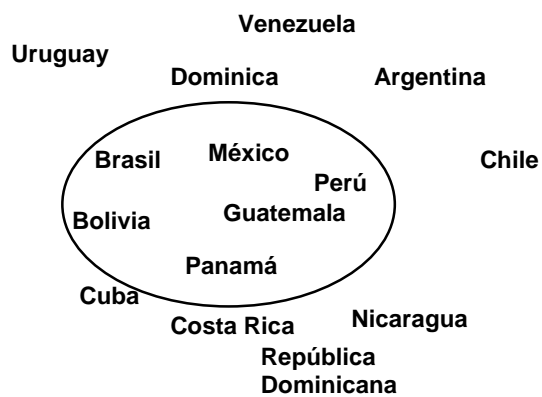 Venezuela
Uruguay
Dominica
Argentina
Brasil
México
Chile
Perú
Bolivia
Guatemala
Panamá
Cuba
Costa Rica
Nicaragua
República
Dominicana